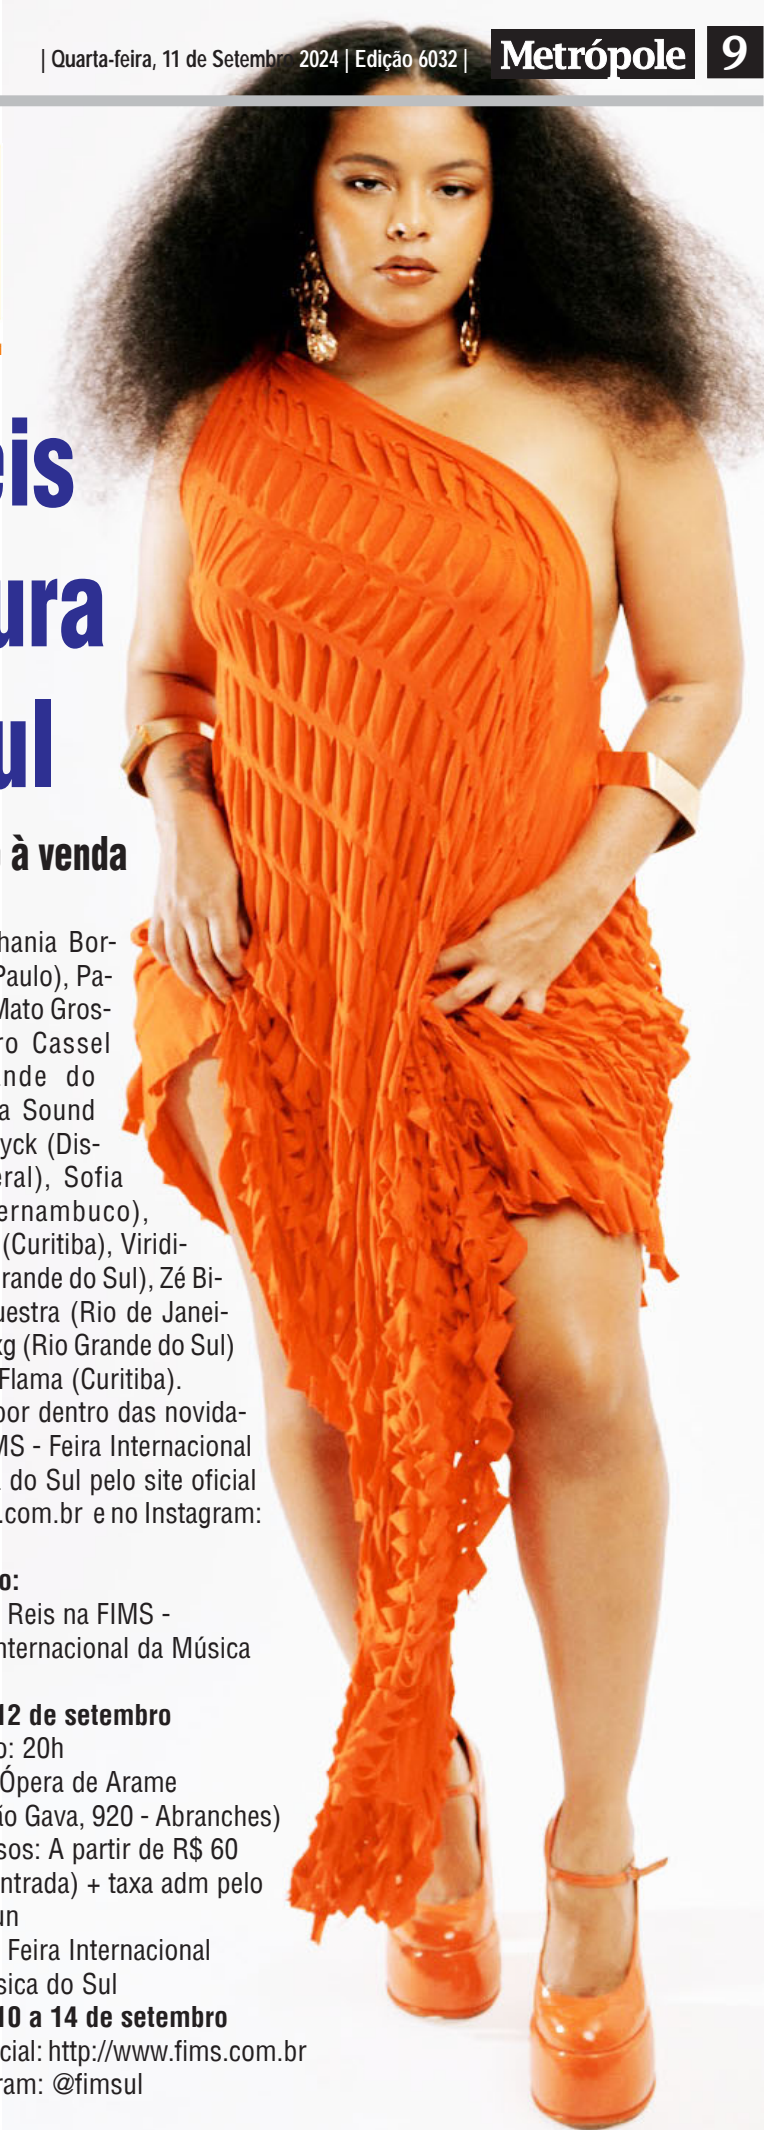 | Quarta-feira, 11 de Setembro 2024 | Edição 6032 | Metrópole 9
eis
ura
ul
à venda
hania Bor-
Paulo), Pa-
Mato Gros-
ro Cassel
nde do
a Sound
yck (Dis-
eral), Sofia
ernambuco),
(Curitiba), Viridi-
rande do Sul), Zé Bi-
uestra (Rio de Janei-
kg (Rio Grande do Sul)
Flama (Curitiba).
por dentro das novida-
MS - Feira Internacional
do Sul pelo site oficial
.com.br e no Instagram:
o:
Reis na FIMS -
nternacional da Música
12 de setembro
o: 20h
Ópera de Arame
ão Gava, 920 - Abranches)
sos: A partir de R$ 60
ntrada) + taxa adm pelo
un
Feira Internacional
sica do Sul
10 a 14 de setembro
cial: http://www.fims.com.br
ram: @fimsul